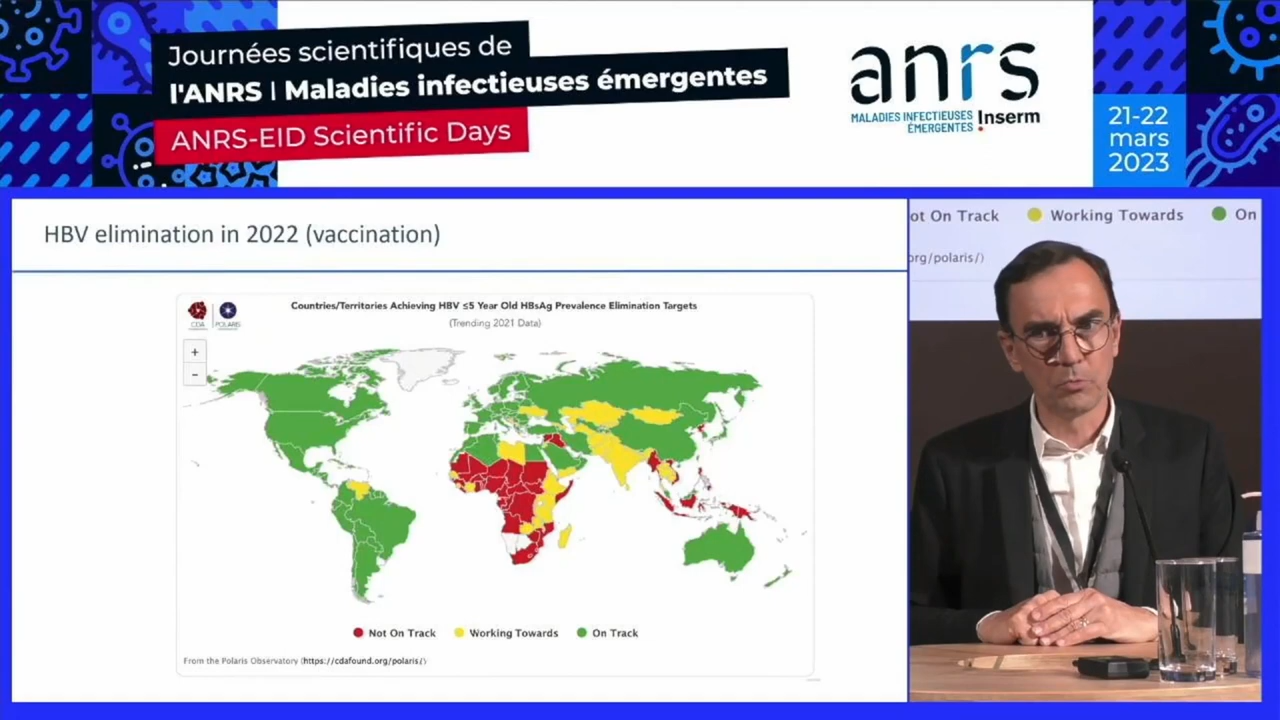 Journées scientifiques de
l'ANRS | Maladies infectieuses émergentes
ANRS-EID Scientific Days
anrs
MALADIES INFECTIEUSES
ÉMERGENTES
Inserm
21-22
mars
2023
HBV elimination in 2022 (vaccination)
CDA
POLARIS
Countries/Territories Achieving HBV ≤5 Year Old HBsAg Prevalence Elimination Targets
(Trending 2021 Data)
+
-
Not On Track
Working Towards
On Track
From the Polaris Observatory (https://cdafound.org/polaris/)
ot On Track
Working Towards
On
org/polaris/)